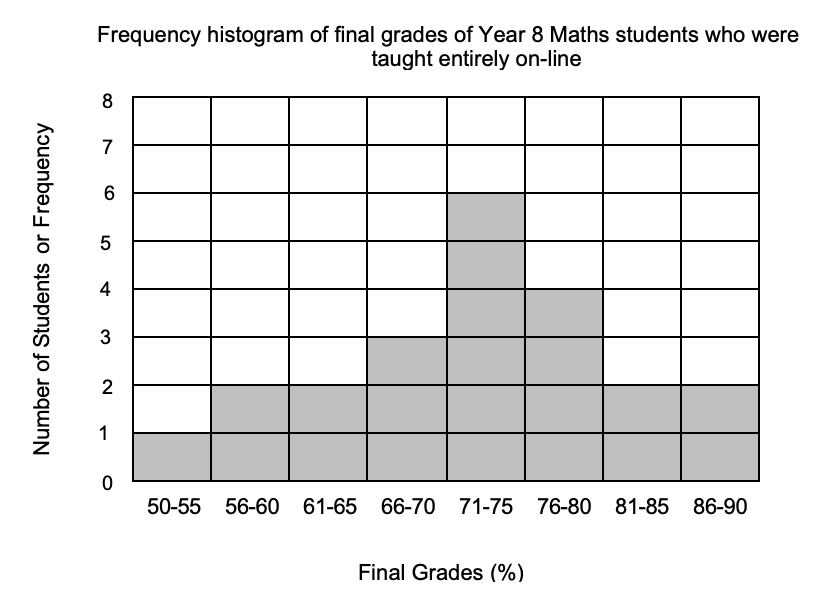 Frequency histogram of final grades of Year 8 Maths students who were
taught entirely on-line
Number of Students or Frequency
8
7
6
5
4
3
2
1
0
50-55 56-60 61-65 66-70 71-75 76-80 81-85 86-90
Final Grades (%)